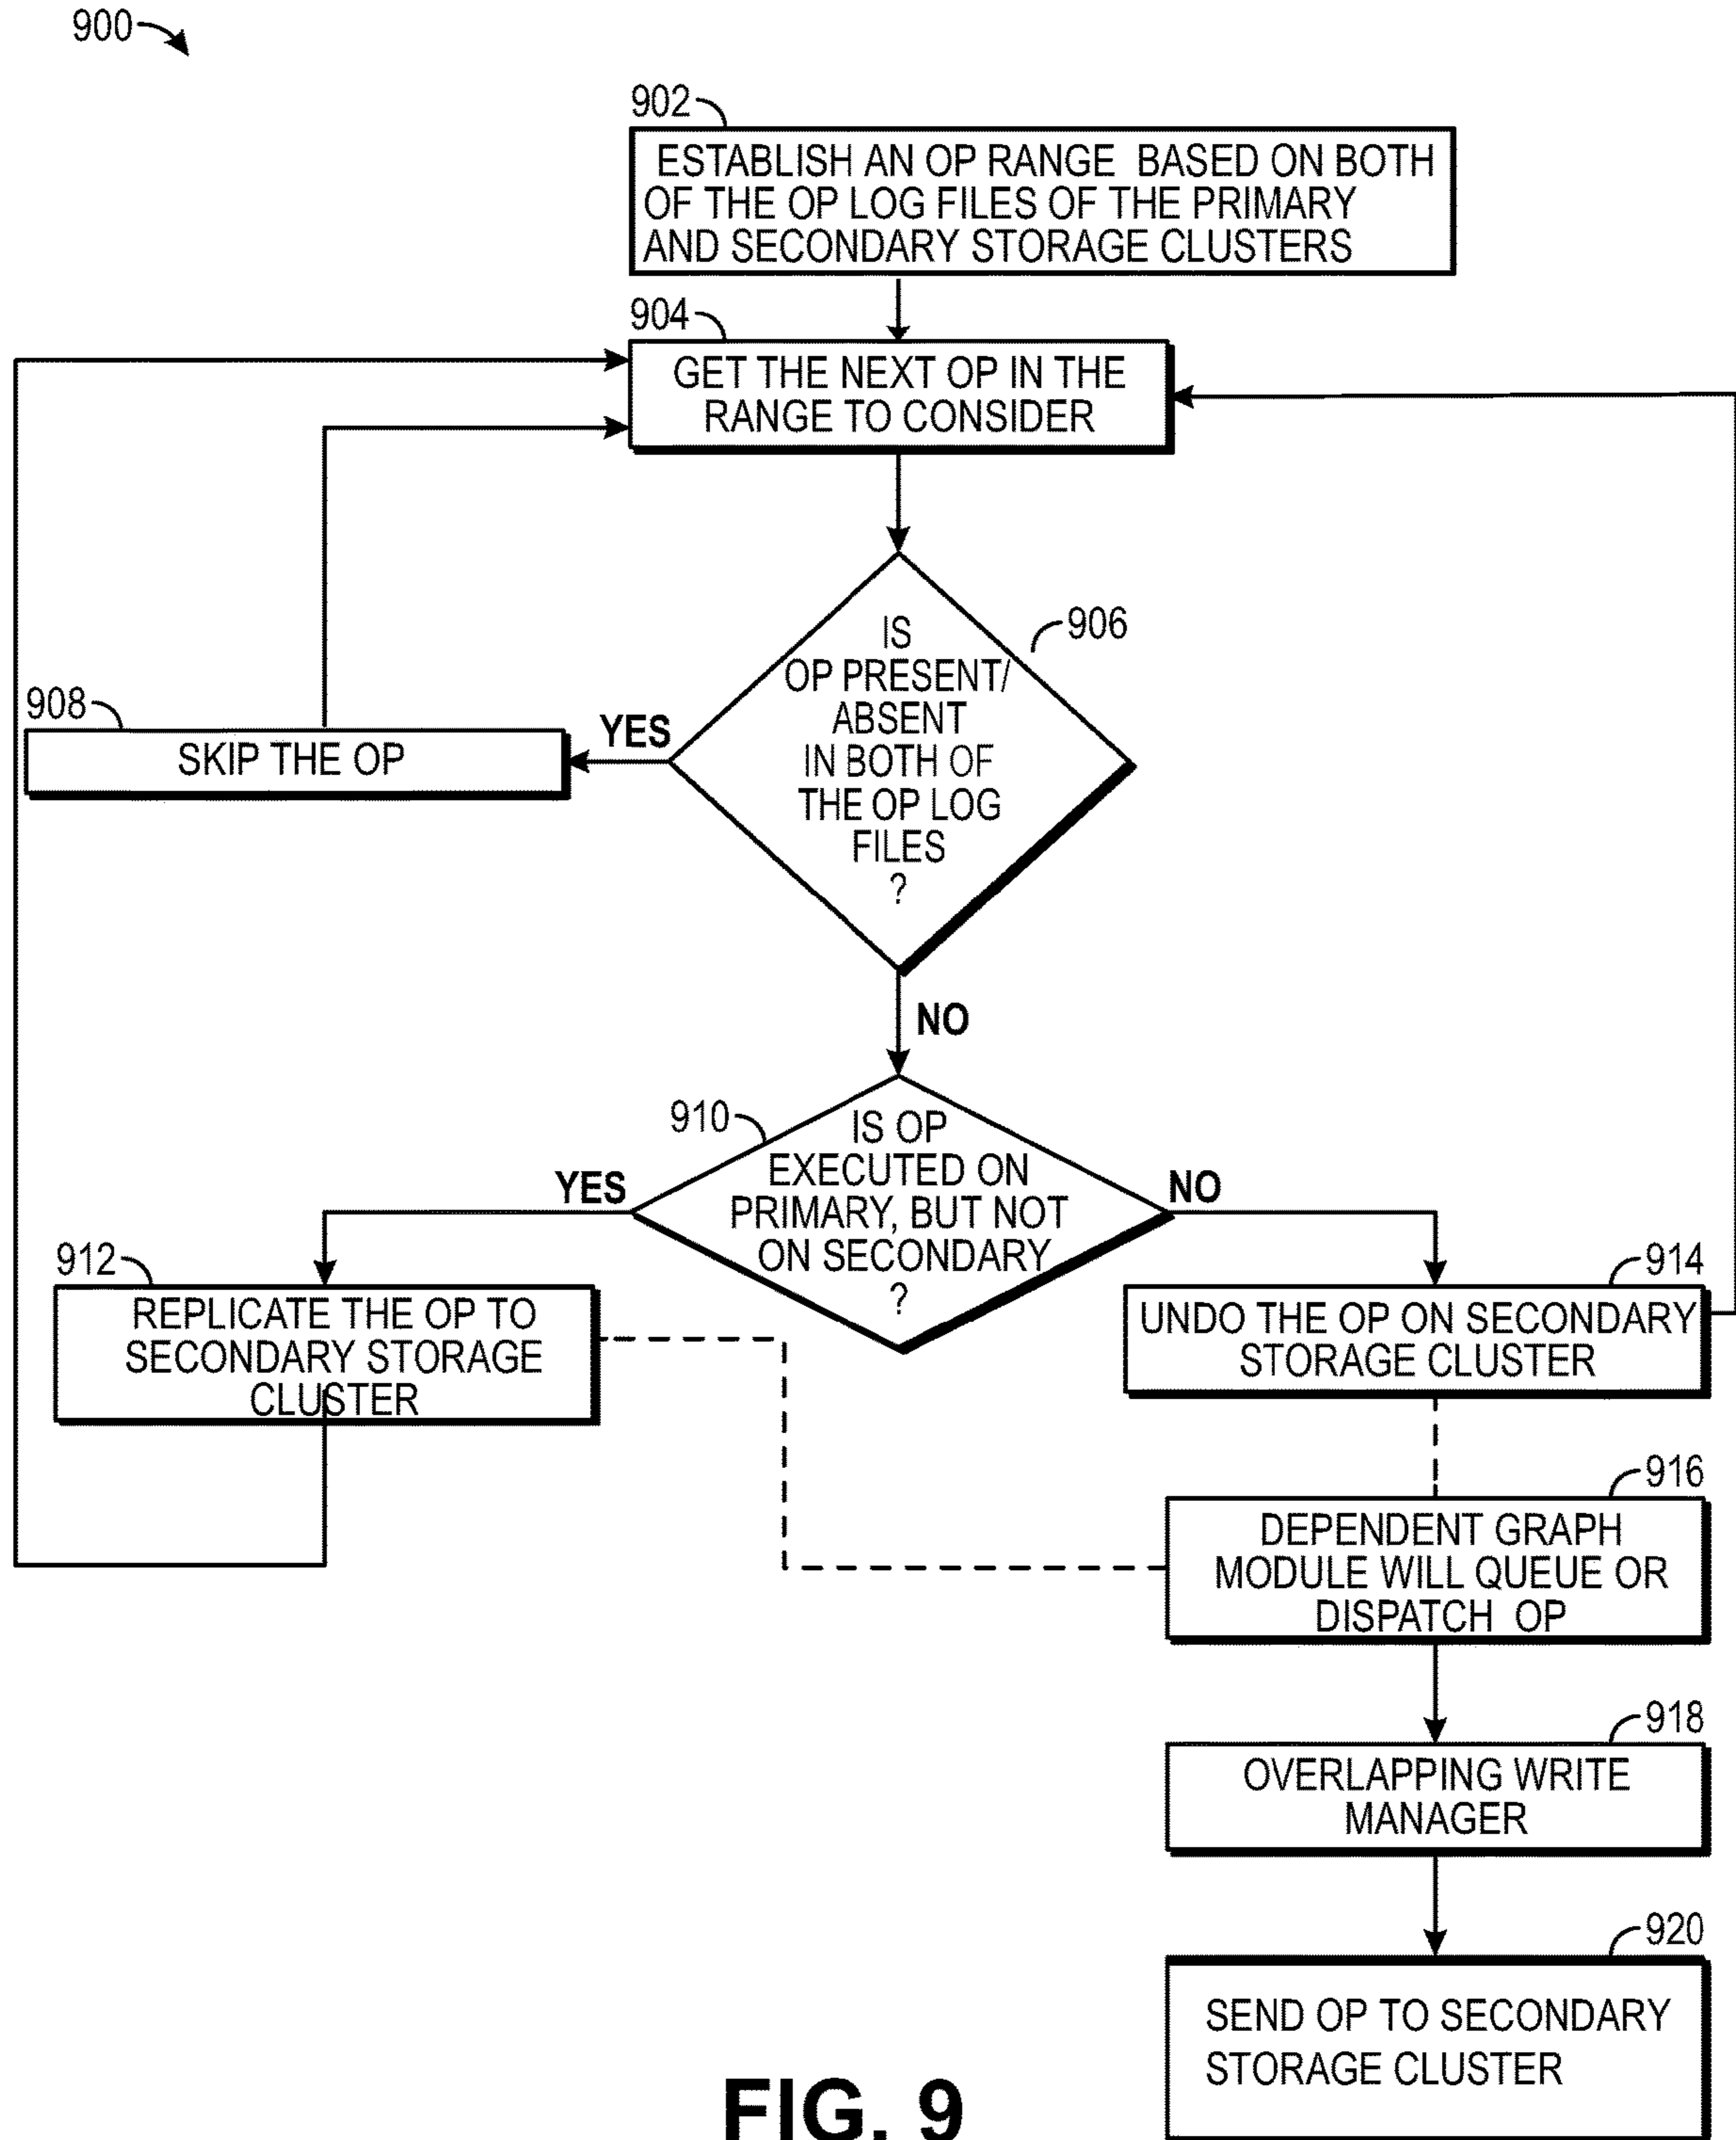 900
902
ESTABLISH AN OP RANGE BASED ON BOTH
OF THE OP LOG FILES OF THE PRIMARY
AND SECONDARY STORAGE CLUSTERS
904
GET THE NEXT OP IN THE
RANGE TO CONSIDER
906
IS
OP PRESENT/
ABSENT
IN BOTH OF
THE OP LOG
FILES
?
YES
908
SKIP THE OP
NO
910
IS OP
EXECUTED ON
PRIMARY, BUT NOT
ON SECONDARY
?
YES
NO
912
REPLICATE THE OP TO
SECONDARY STORAGE
CLUSTER
914
UNDO THE OP ON SECONDARY
STORAGE CLUSTER
916
DEPENDENT GRAPH
MODULE WILL QUEUE OR
DISPATCH OP
918
OVERLAPPING WRITE
MANAGER
920
SEND OP TO SECONDARY
STORAGE CLUSTER
FIG. 9